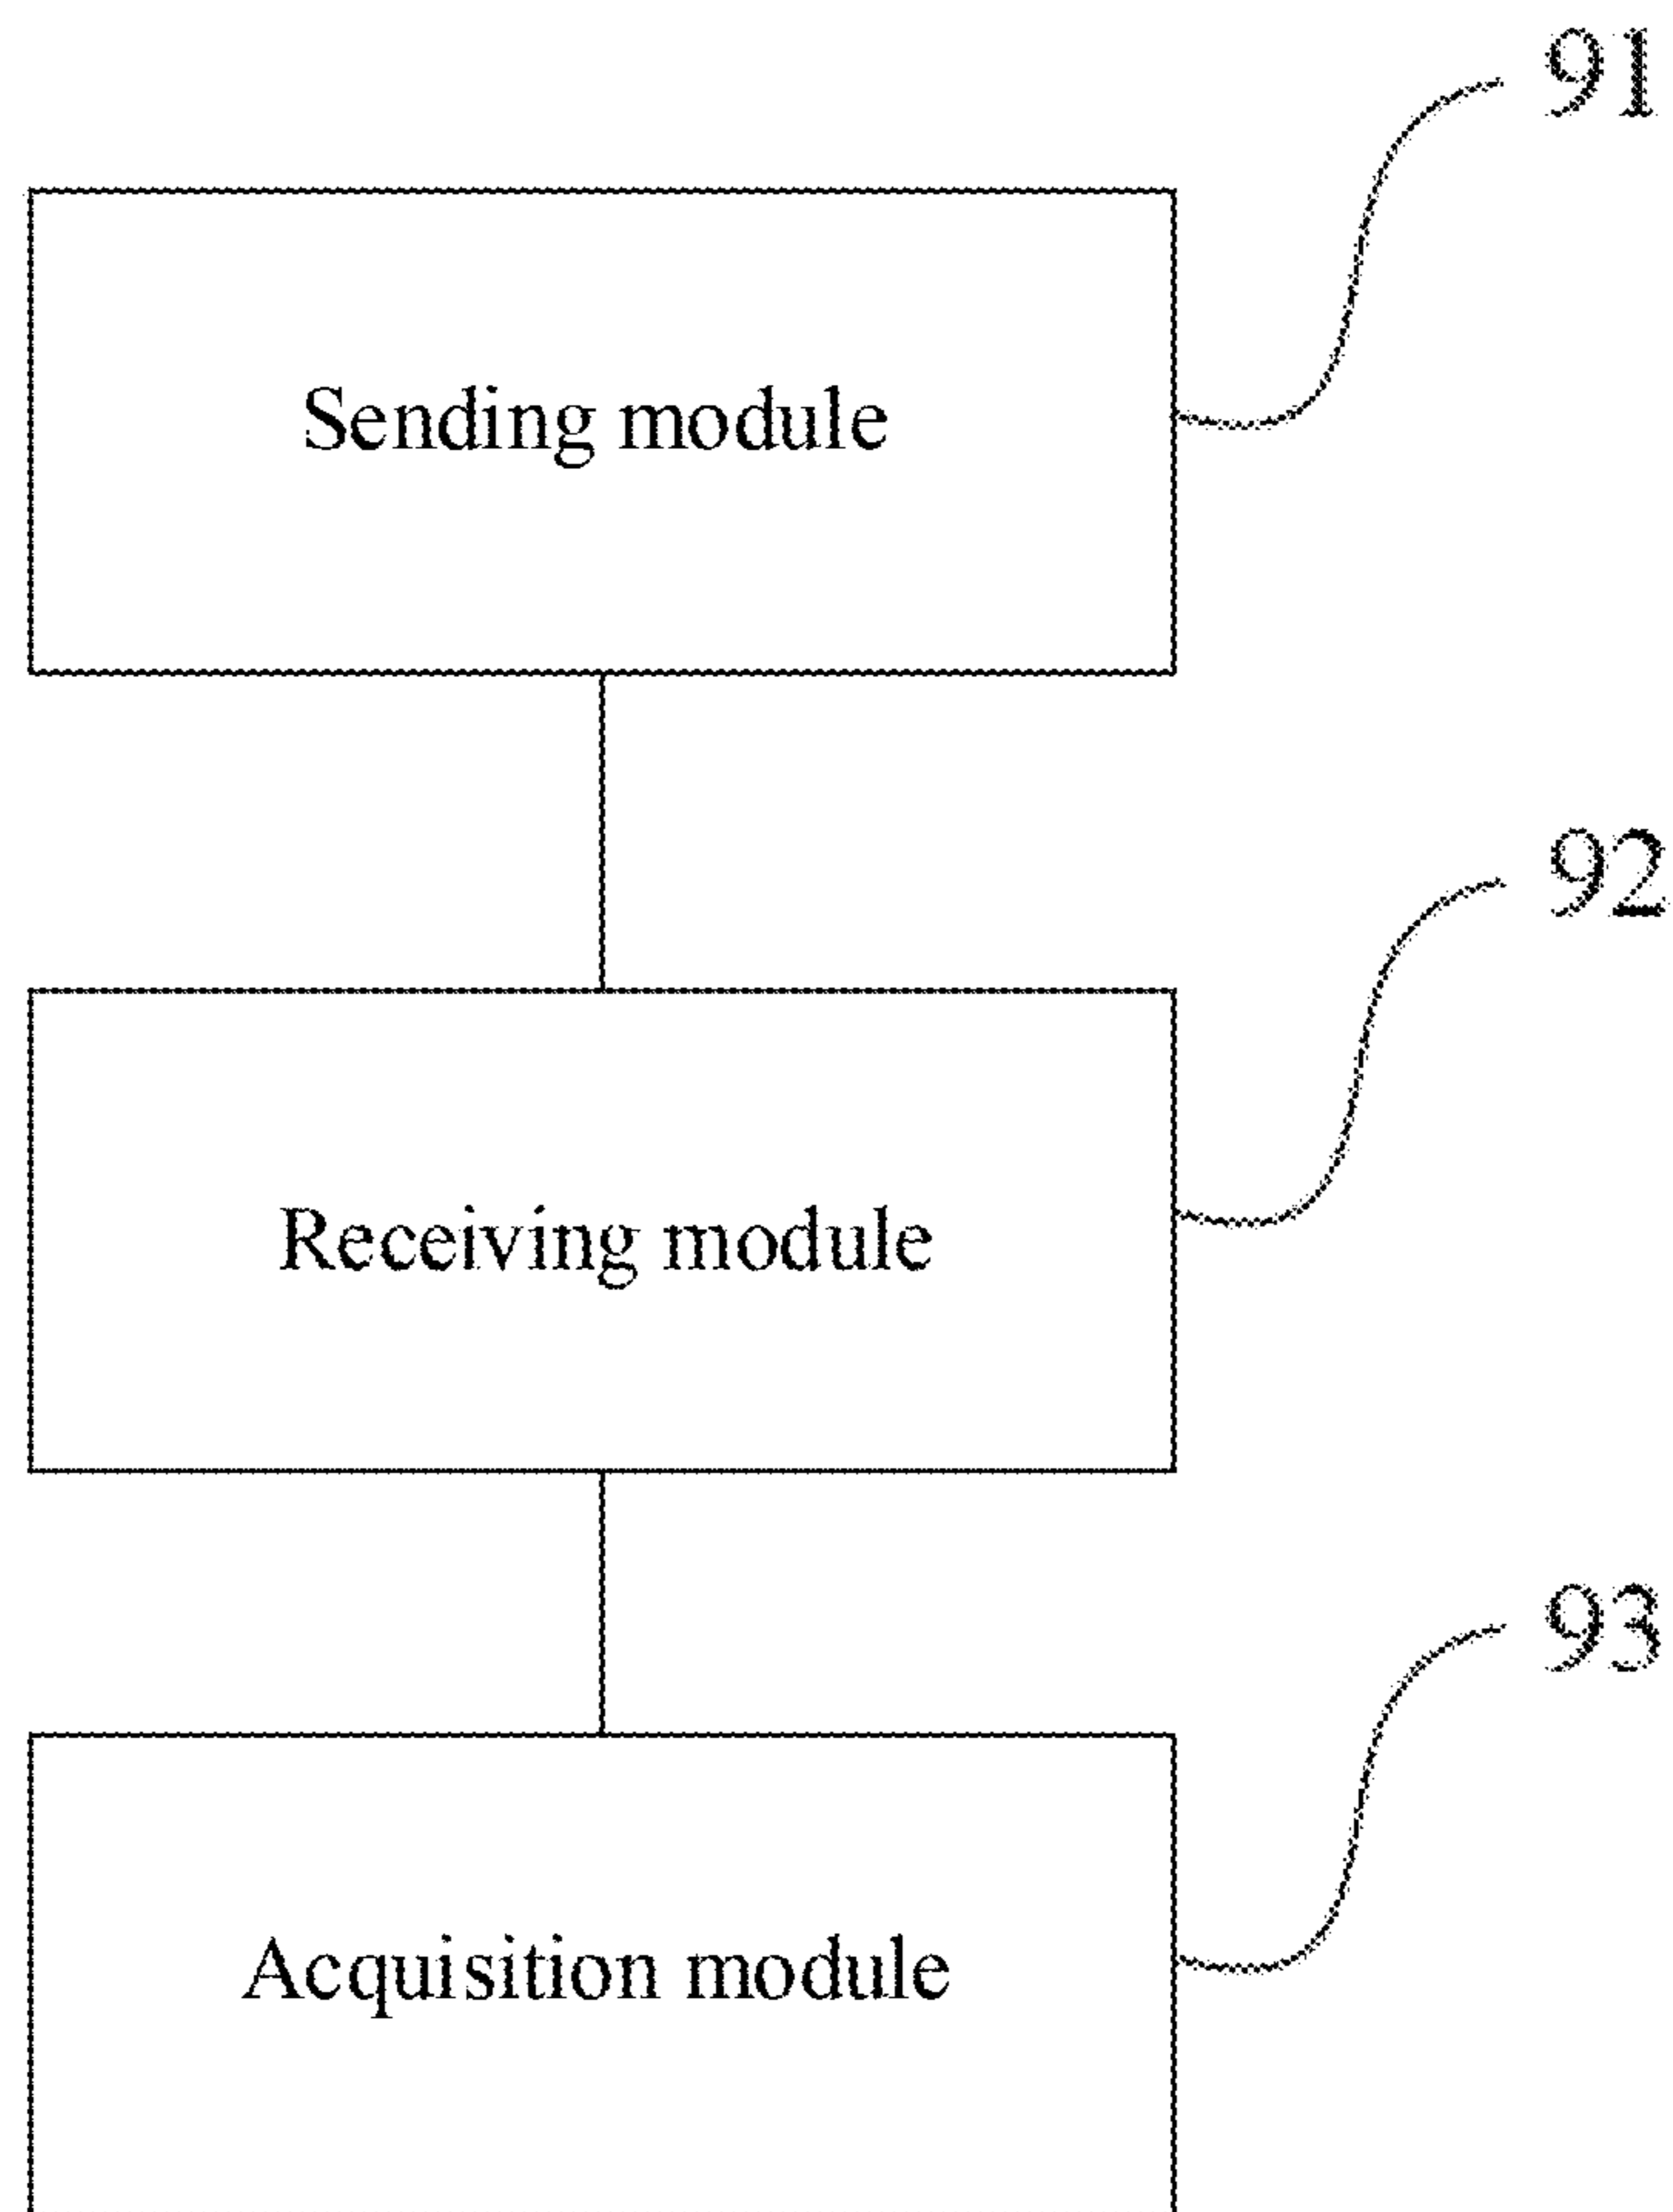 91
Sending module
92
Receiving module
93
Acquisition module